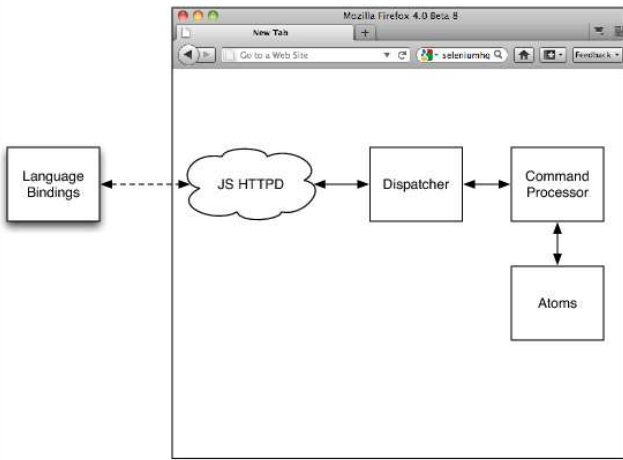 Mozilla Firefox 4.0 Beta 8
New Tab
+
Go to a Web Site
seleniumhq
Feedback
Language
Bindings
JS HTTPD
Dispatcher
Command
Processor
Atoms